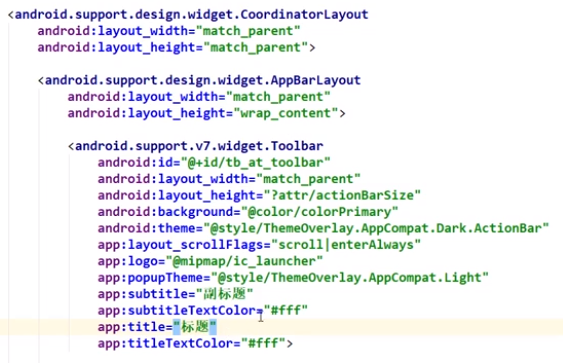 <android.support.design.widget.CoordinatorLayout
android:layout_width="match_parent"
android:layout_height="match_parent">
<android.support.design.widget.AppBarLayout
android:layout_width="match_parent"
android:layout_height="wrap_content">
<android.support.v7.widget.Toolbar
android:id="@+id/tb_at_toolbar"
android:layout_width="match_parent"
android:layout_height="?attr/actionBarSize"
android:background="@color/colorPrimary"
android:theme="@style/ThemeOverlay.AppCompat.Dark.ActionBar"
app:layout_scrollFlags="scroll|enterAlways"
app:logo="@mipmap/ic_launcher"
app:popupTheme="@style/ThemeOverlay.AppCompat.Light"
app:subtitle="副标题"
app:subtitleTextColor="#fff"
app:title="标题"
app:titleTextColor="#fff">